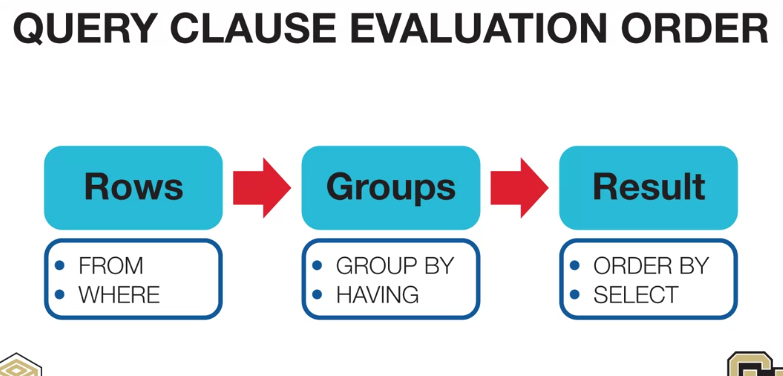 QUERY CLAUSE EVALUATION ORDER
Rows
Groups
Result
FROM
WHERE
GROUP BY
HAVING
ORDER BY
SELECT